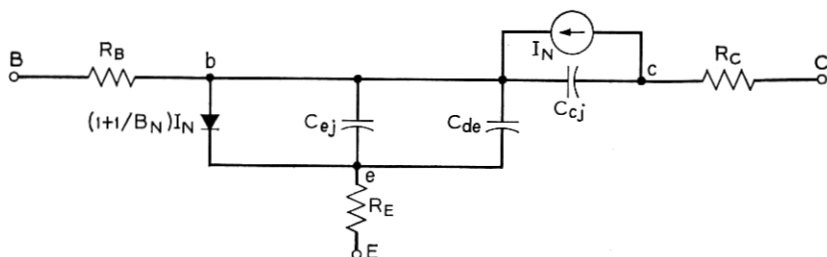 B
R_B
b
(1+1/B_N)I_N
C_ej
C_de
I_N
C_cj
c
R_C
C
e
R_E
E